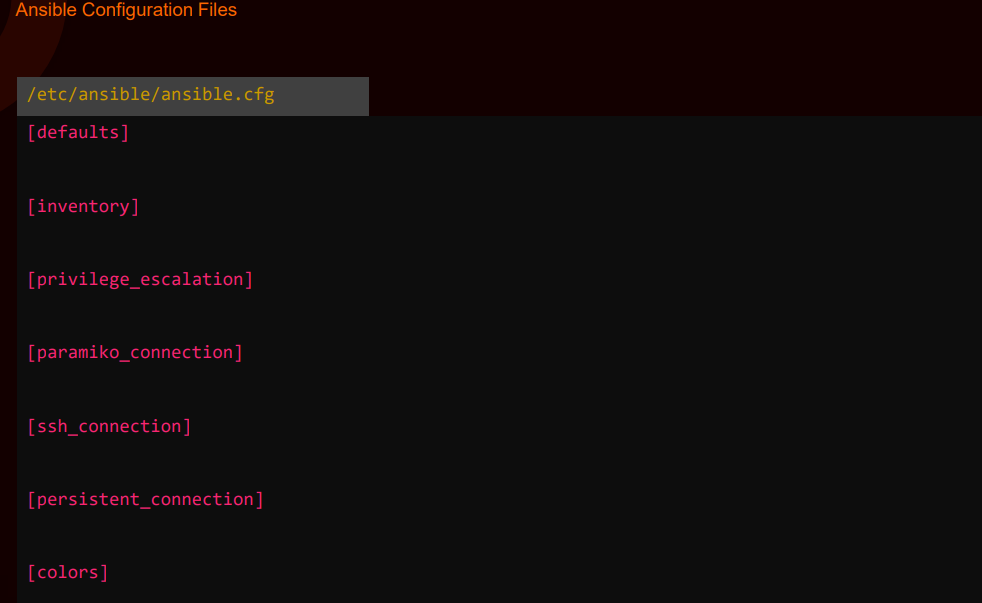 Ansible Configuration Files
/etc/ansible/ansible.cfg
[defaults]
[inventory]
[privilege_escalation]
[paramiko_connection]
[ssh_connection]
[persistent_connection]
[colors]